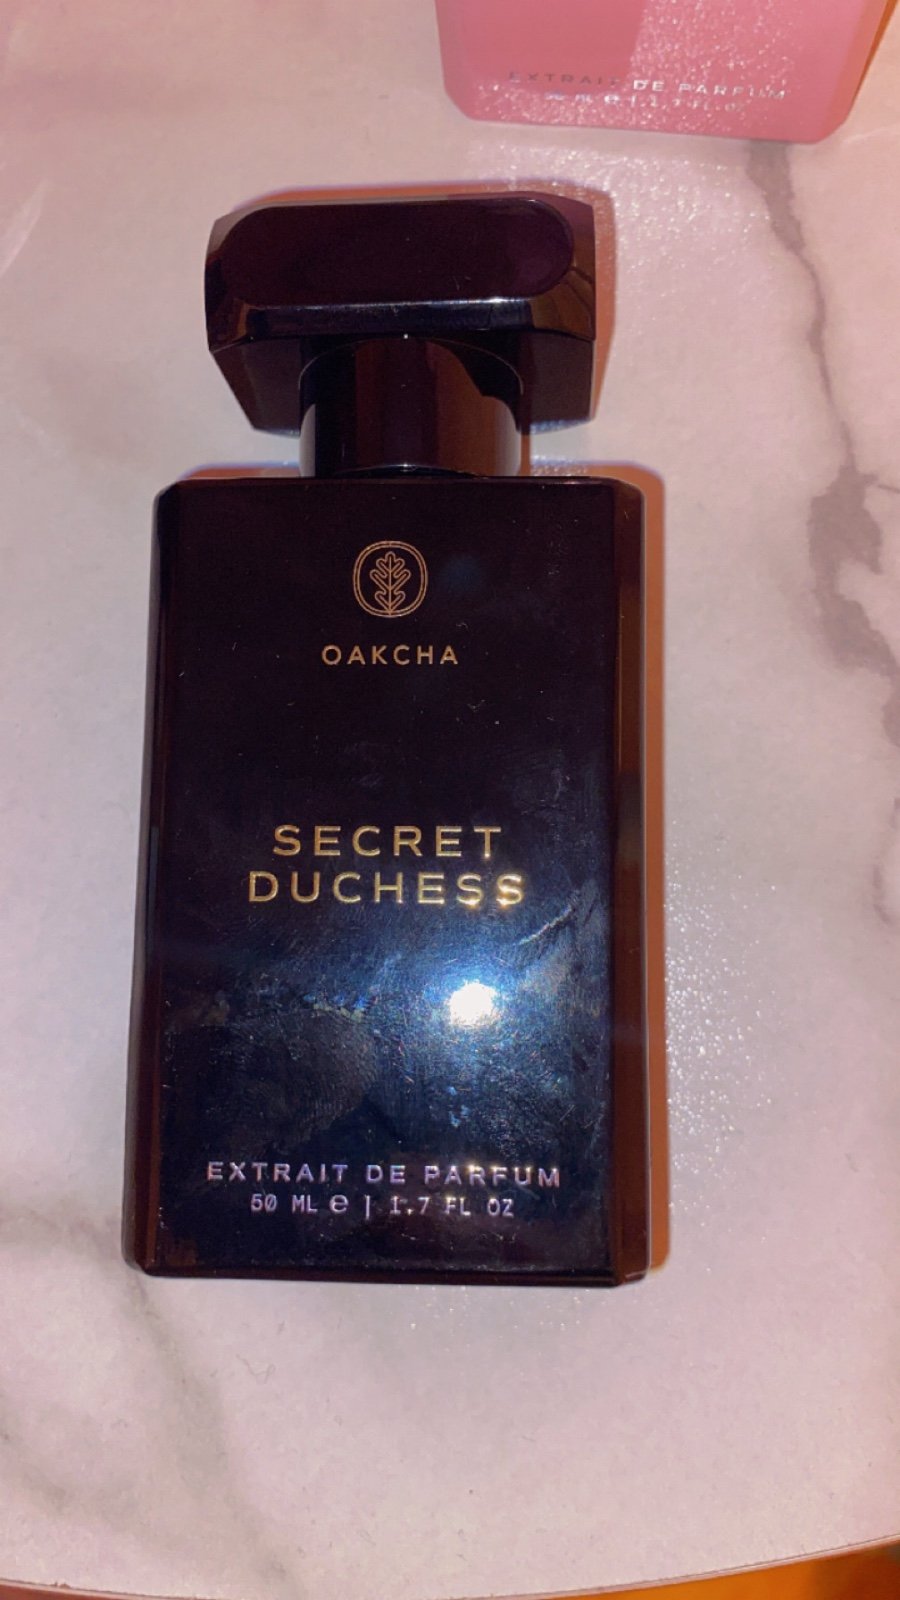 EXTRAIT DE PARFUM
OAKCHA
SECRET
DUCHESS
EXTRAIT DE PARFUM
50 ML e | 1.7 FL OZ